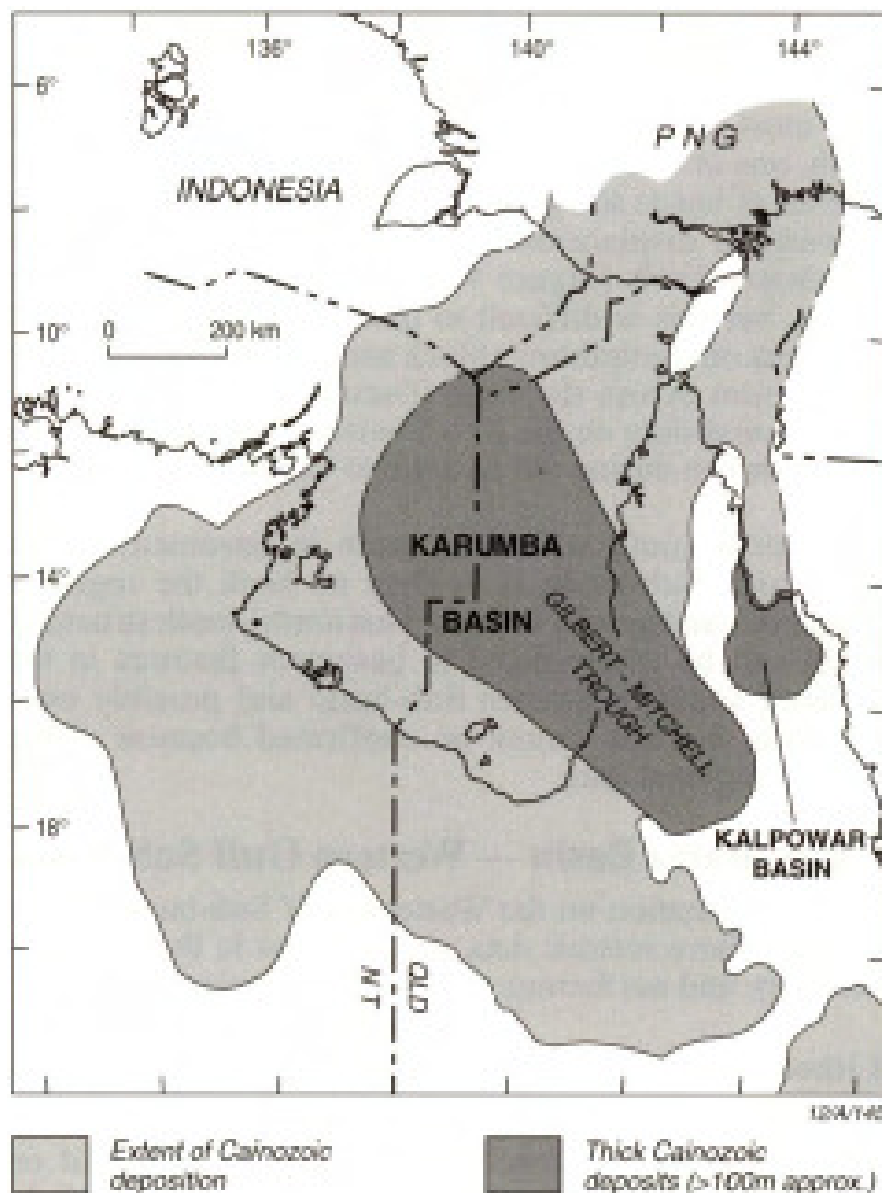 136° 140° 144°
6°
PNG
INDONESIA
10°
0 200 km
14°
KARUMBA
BASIN
GILBERT - MITCHELL
TROUGH
18°
KALPOWAR
BASIN
NT
QLD
Extent of Cainozoic
deposition
Thick Cainozoic
deposits (>100m approx.)